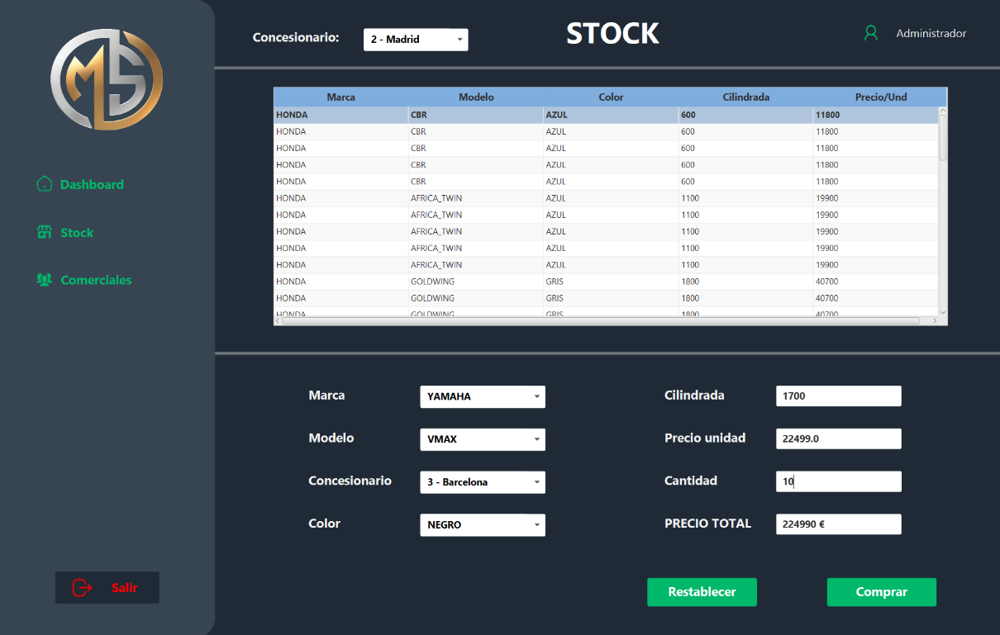 MS
Concesionario: 2 - Madrid STOCK Administrador
Marca Modelo Color Cilindrada Precio/Und
HONDA CBR AZUL 600 11800
HONDA CBR AZUL 600 11800
HONDA CBR AZUL 600 11800
HONDA CBR AZUL 600 11800
HONDA CBR AZUL 600 11800
HONDA AFRICA_TWIN AZUL 1100 19900
HONDA AFRICA_TWIN AZUL 1100 19900
HONDA AFRICA_TWIN AZUL 1100 19900
HONDA AFRICA_TWIN AZUL 1100 19900
HONDA AFRICA_TWIN AZUL 1100 19900
HONDA GOLDWING GRIS 1800 40700
HONDA GOLDWING GRIS 1800 40700
HONDA GOLDWING GRIS 1800 40700
Dashboard
Stock
Comerciales
Salir
Marca YAMAHA Cilindrada 1700
Modelo VMAX Precio unidad 22499.0
Concesionario 3 - Barcelona Cantidad 10
Color NEGRO PRECIO TOTAL 224990 €
Restablecer Comprar